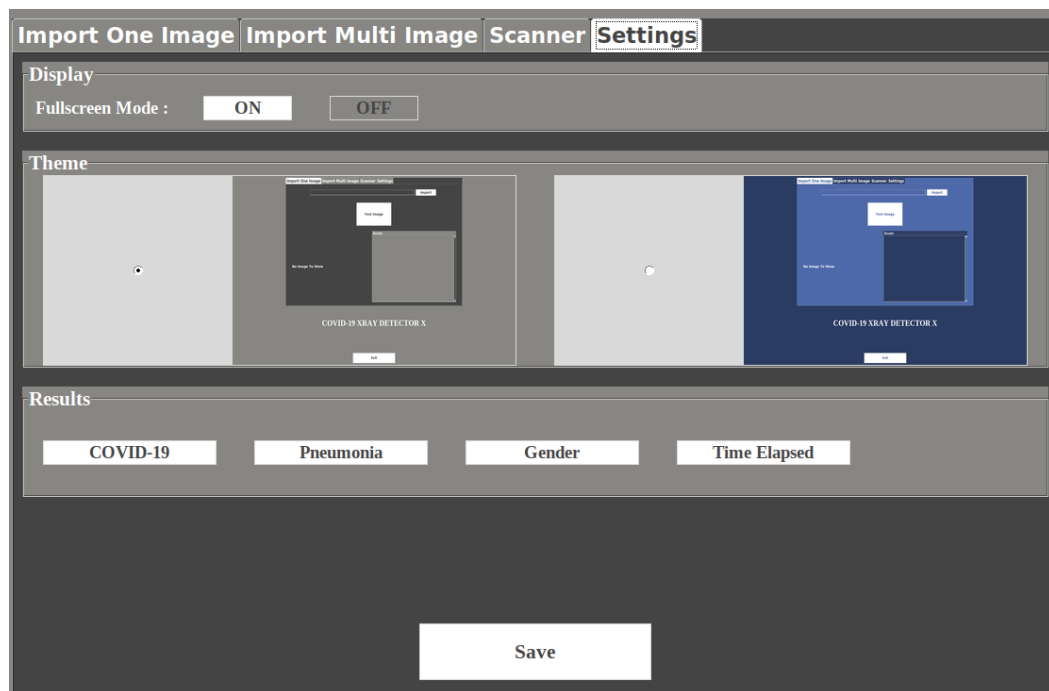 Import One Image Import Multi Image Scanner Settings
Display
Fullscreen Mode : ON OFF
Theme
Import One Image Import Multi Image Scanner Settings
Import
Test Image
Results
No Image To Show
COVID-19 XRAY DETECTOR X
Exit
Import One Image Import Multi Image Scanner Settings
Import
Test Image
Results
No Image To Show
COVID-19 XRAY DETECTOR X
Exit
Results
COVID-19 Pneumonia Gender Time Elapsed
Save